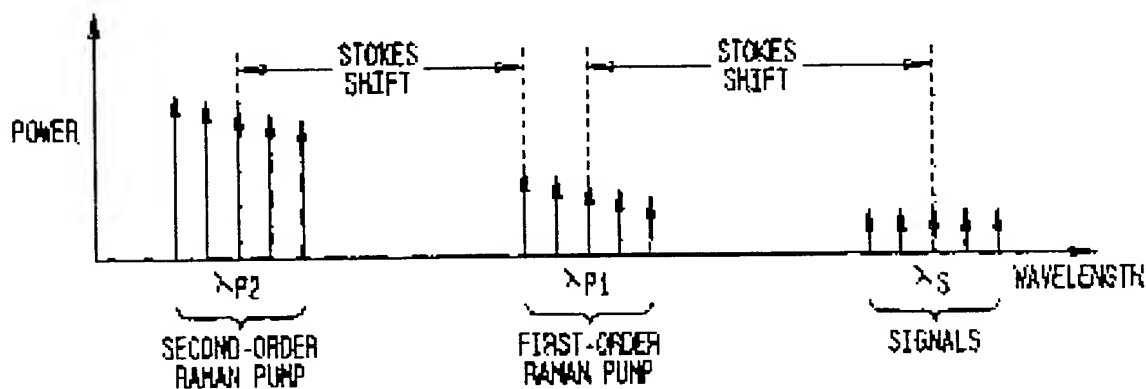 STOKES
SHIFT
STOKES
SHIFT
POWER
λP2
λP1
λS
WAVELENGTH
SECOND-ORDER
RAMAN PUMP
FIRST-ORDER
RAMAN PUMP
SIGNALS